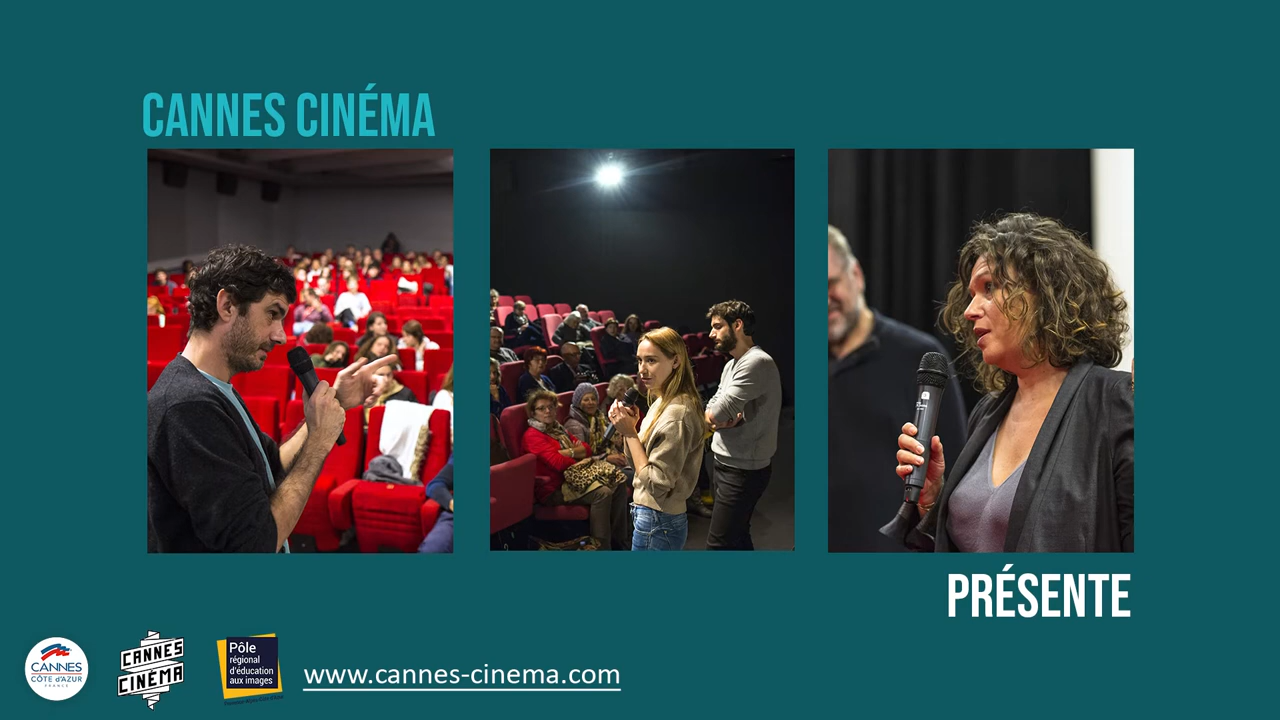 CANNES CINÉMA
PRÉSENTE
CANNES
CÔTE d'AZUR
FRANCE
CANNES
CINÉMA
Pôle
régional
d'éducation
aux images
www.cannes-cinema.com